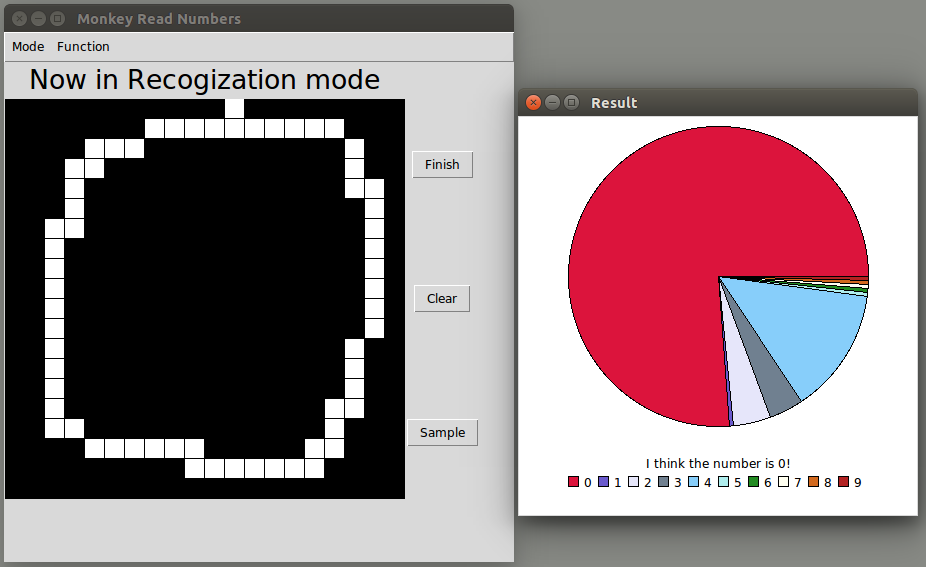 Monkey Read Numbers
Mode Function
Now in Recogization mode
Finish
Clear
Sample
Result
I think the number is 0!
0 1 2 3 4 5 6 7 8 9